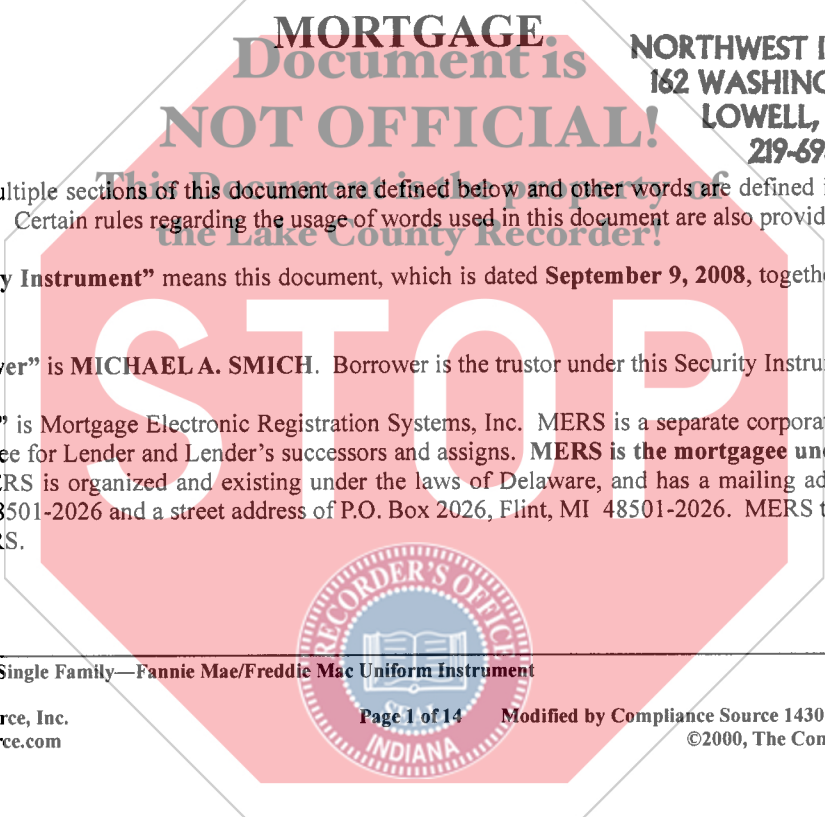 MORTGAGE
Document is
NOT OFFICIAL!
This Document is the property of
the Lake County Recorder!
NORTHWEST
162 WASHING
LOWELL,
219-69
ultiple sections of this document are defined below and other words are defined
Certain rules regarding the usage of words used in this document are also provid
y Instrument” means this document, which is dated September 9, 2008, togeth
ver” is MICHAEL A. SMICH. Borrower is the trustor under this Security Instru
” is Mortgage Electronic Registration Systems, Inc. MERS is a separate corpora
ee for Lender and Lender’s successors and assigns. MERS is the mortgagee un
ERS is organized and existing under the laws of Delaware, and has a mailing ad
8501-2026 and a street address of P.O. Box 2026, Flint, MI 48501-2026. MERS t
RS.
STOP
Single Family—Fannie Mae/Freddie Mac Uniform Instrument
rce, Inc.
Page 1 of 14
Modified by Compliance Source 1430
rce.com
©2000, The Com
RECORDER'S OFFICE
SEAL
INDIANA